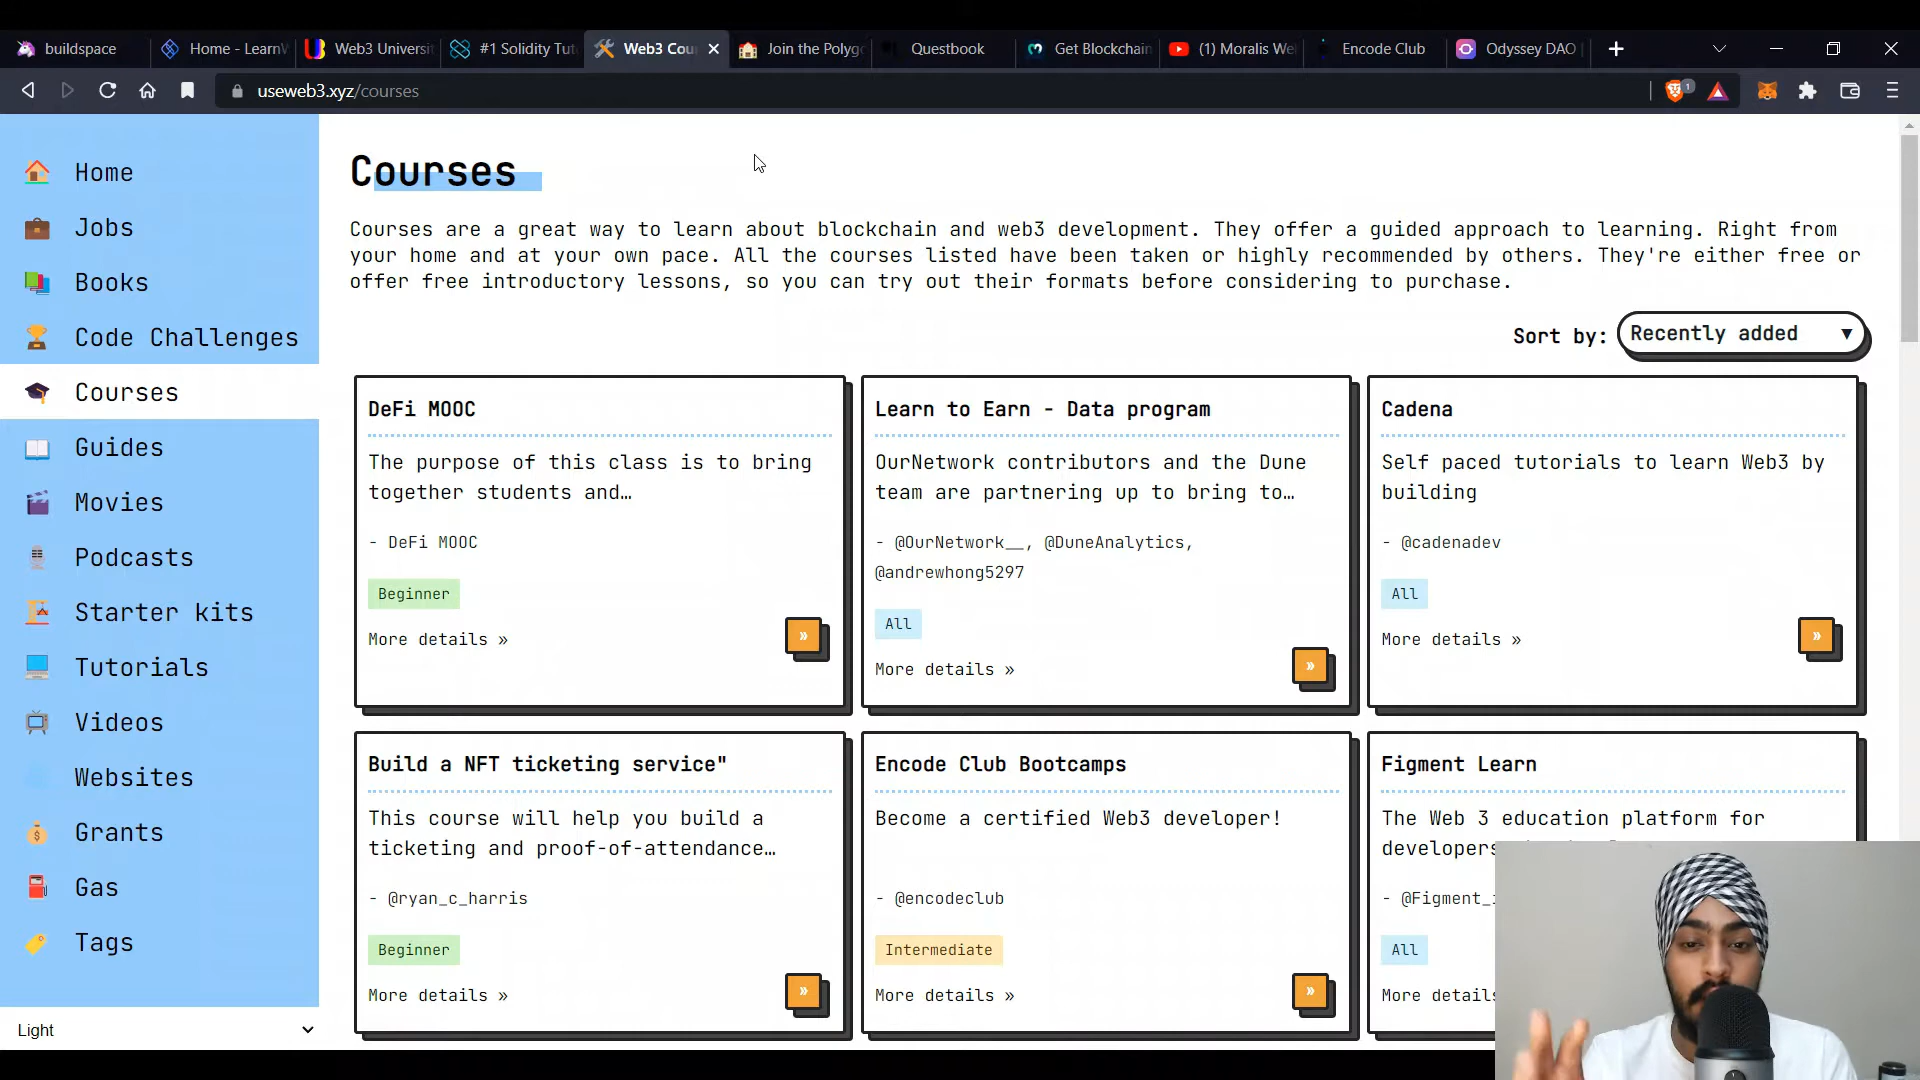 buildspace
Home - LearnW
Web3 Universi
#1 Solidity Tut
Web3 Cou
Join the Polygo
Questbook
Get Blockchain
(1) Moralis We
Encode Club
Odyssey DAO
useweb3.xyz/courses
1
Home
Jobs
Books
Code Challenges
Courses
Guides
Movies
Podcasts
Starter kits
Tutorials
Videos
Websites
Grants
Gas
Tags
Light
Courses
Courses are a great way to learn about blockchain and web3 development. They offer a guided approach to learning. Right from
your home and at your own pace. All the courses listed have been taken or highly recommended by others. They're either free or
offer free introductory lessons, so you can try out their formats before considering to purchase.
Sort by: Recently added
DeFi MOOC
The purpose of this class is to bring
together students and…
- DeFi MOOC
Beginner
More details »
»
Learn to Earn - Data program
OurNetwork contributors and the Dune
team are partnering up to bring to…
- @OurNetwork__, @DuneAnalytics,
@andrewhong5297
All
More details »
»
Cadena
Self paced tutorials to learn Web3 by
building
- @cadenadev
All
More details »
»
Build a NFT ticketing service"
This course will help you build a
ticketing and proof-of-attendance…
- @ryan_c_harris
Beginner
More details »
»
Encode Club Bootcamps
Become a certified Web3 developer!
- @encodeclub
Intermediate
More details »
»
Figment Learn
The Web 3 education platform for
developers
- @Figment_
All
More details